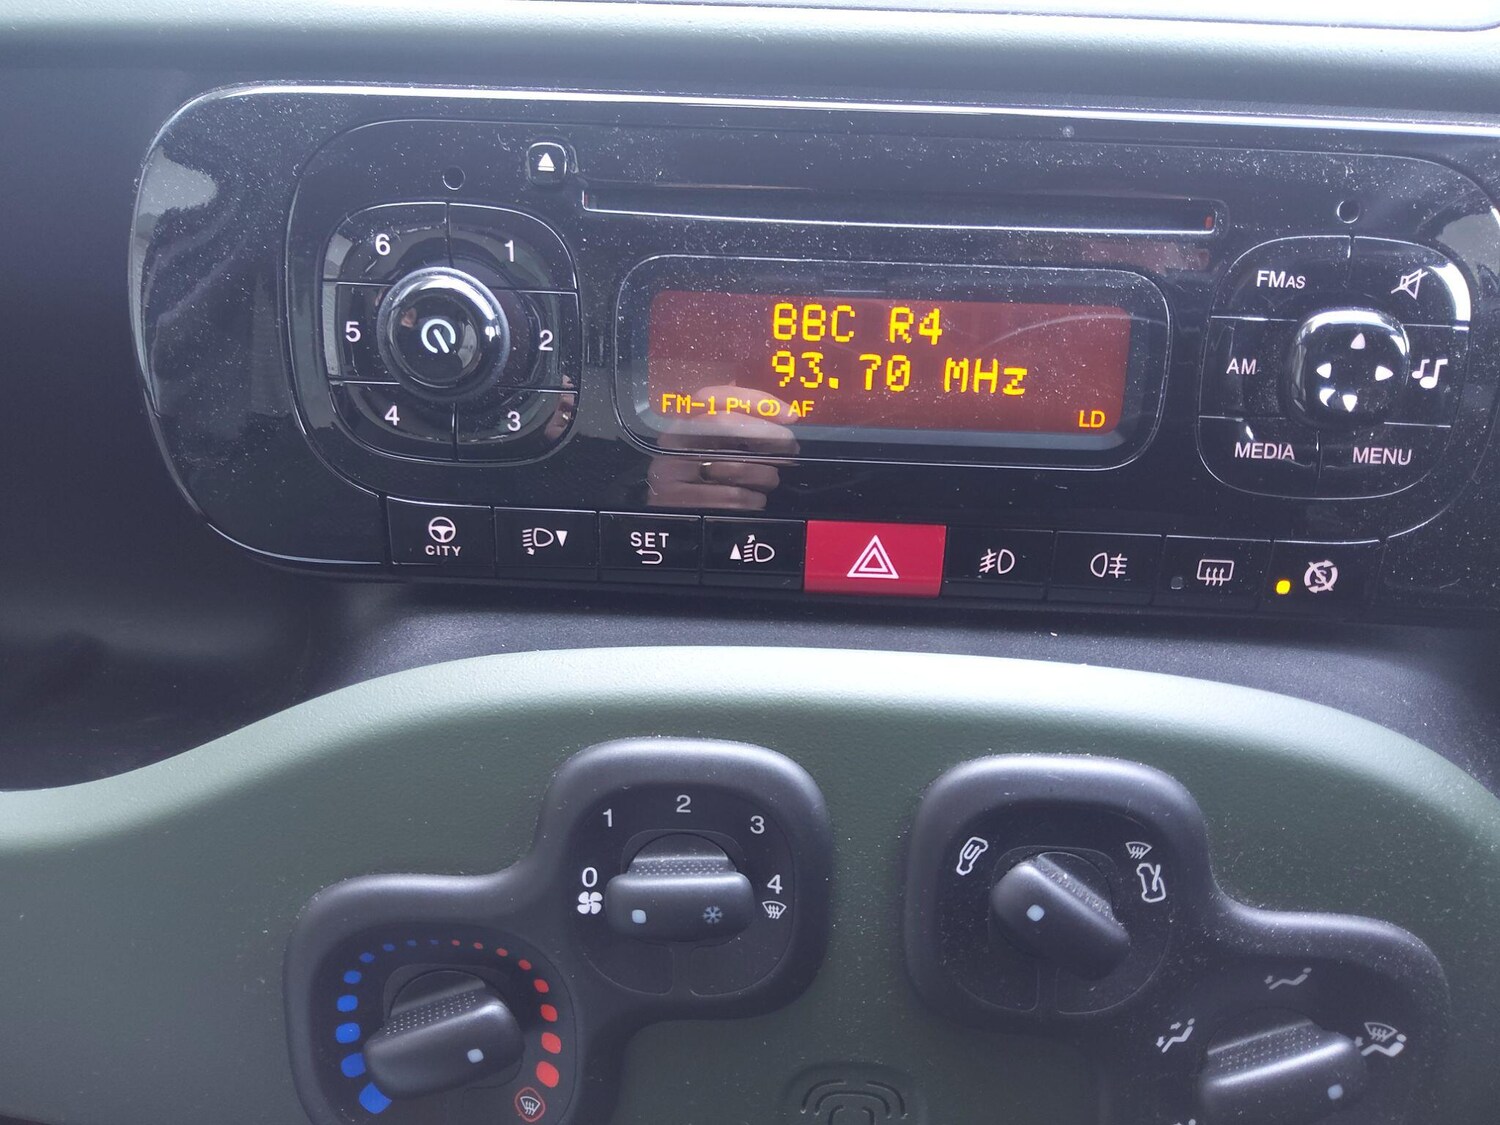 6
1
5
2
4
3
BBC R4
93.70 MHz
FM-1 P4 AF
LD
FMAS
AM
MEDIA
MENU
CITY
SET
S
0
1
2
3
4